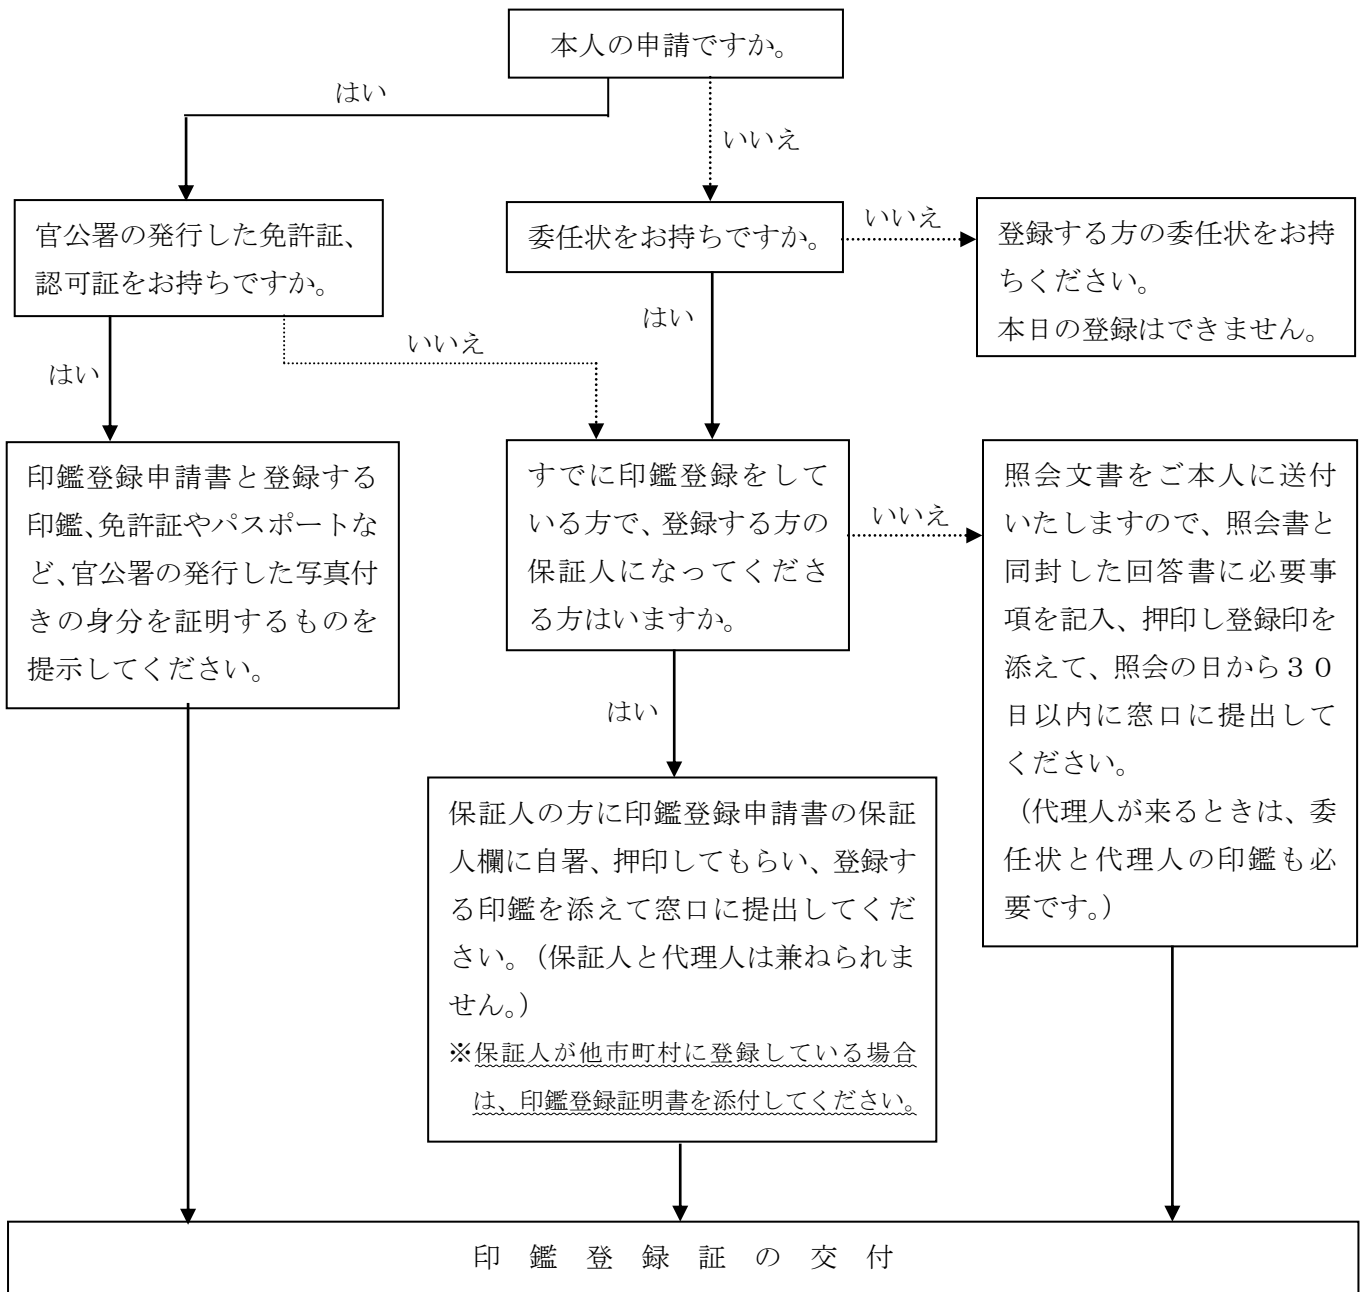 本人の申請ですか。
はい
いいえ
官公署の発行した免許証、
認可証をお持ちですか。
委任状をお持ちですか。
いいえ
登録する方の委任状をお持
ちください。
本日の登録はできません。
はい
いいえ
はい
印鑑登録申請書と登録する
印鑑、免許証やパスポートな
ど、官公署の発行した写真付
きの身分を証明するものを
提示してください。
すでに印鑑登録をして
いる方で、登録する方の
保証人になってくださ
る方はいますか。
いいえ
照会文書をご本人に送付
いたしますので、照会書と
同封した回答書に必要事
項を記入、押印し登録印を
添えて、照会の日から３０
日以内に窓口に提出して
ください。
（代理人が来るときは、委
任状と代理人の印鑑も必
要です。）
はい
保証人の方に印鑑登録申請書の保証
人欄に自署、押印してもらい、登録す
る印鑑を添えて窓口に提出してくだ
さい。（保証人と代理人は兼ねられま
せん。）
※保証人が他市町村に登録している場合
は、印鑑登録証明書を添付してください。
印　鑑　登　録　証　の　交　付